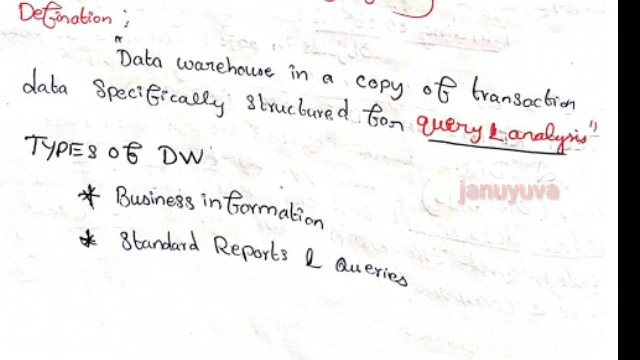 Defination ;
"Data warehouse in a copy of transaction
data Specifically structured for query & analysis"
TYPES OF DW
januyuva
* Business information
* Standard Reports & Queries